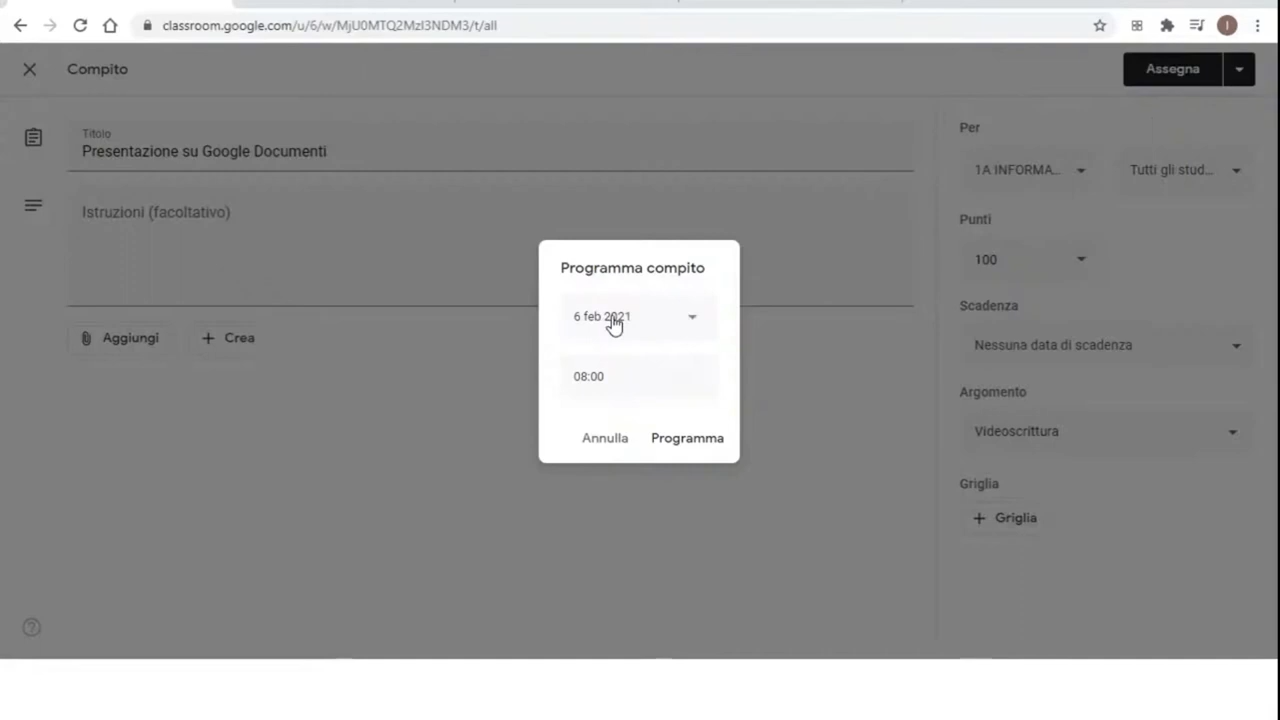 classroom.google.com/u/6/w/MjU0MTQ2MzI3NDM3/t/all
I
Compito
Assegna
Titolo
Presentazione su Google Documenti
Istruzioni (facoltativo)
Aggiungi
Crea
Per
1A INFORMA...
Tutti gli stud...
Punti
100
Scadenza
Nessuna data di scadenza
Argomento
Videoscrittura
Griglia
Griglia
Programma compito
6 feb 2021
08:00
Annulla
Programma